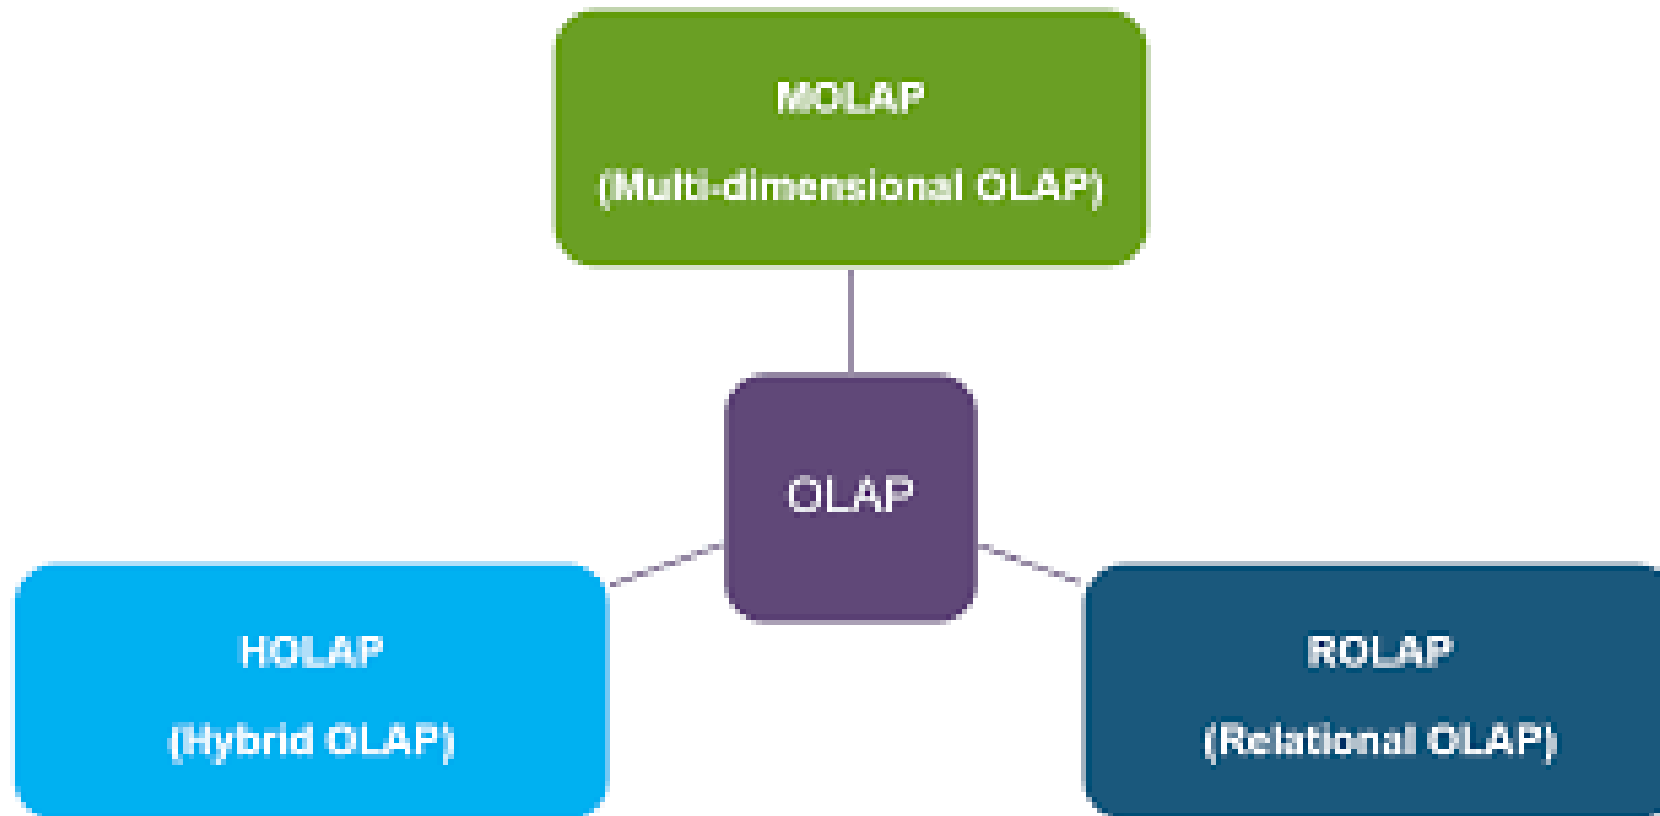 MOLAP
(Multi-dimensional OLAP)
OLAP
HOLAP
(Hybrid OLAP)
ROLAP
(Relational OLAP)